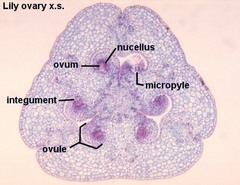 Lily ovary x.s.
nucellus
ovum
micropyle
integument
ovule